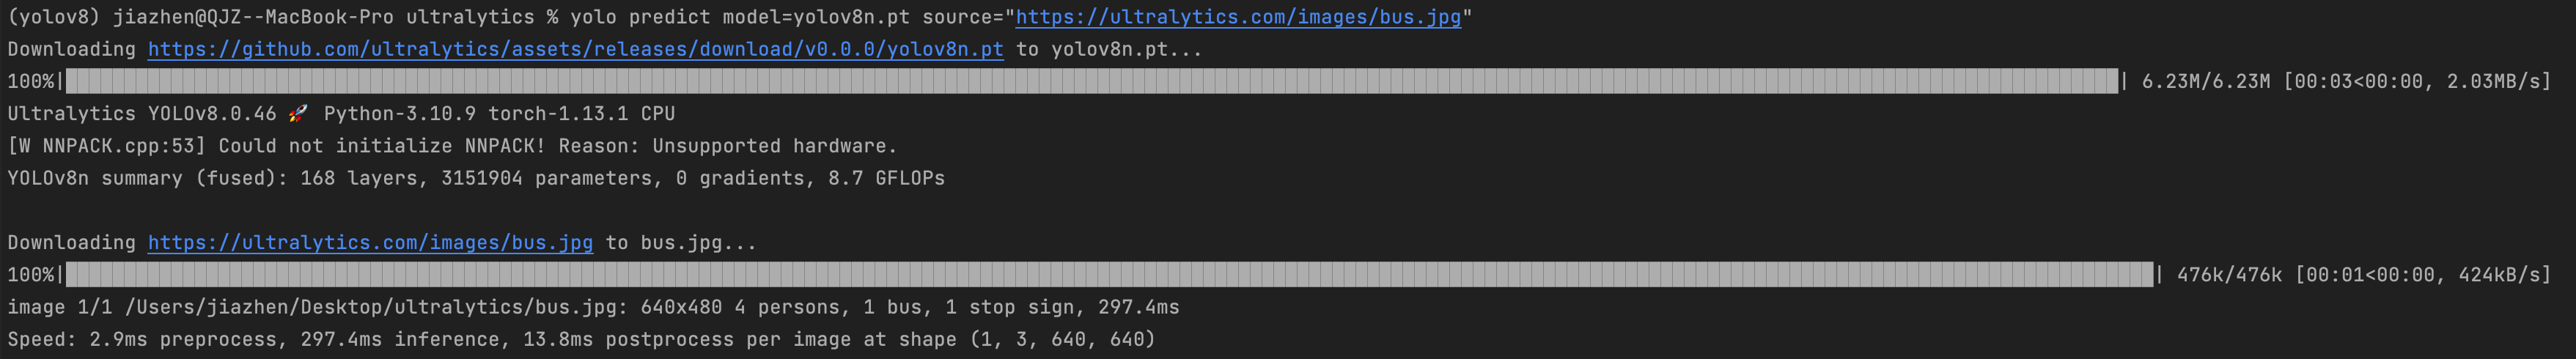 (yolov8) jiazhen@QJZ--MacBook-Pro ultralytics % yolo predict model=yolov8n.pt source="https://ultralytics.com/images/bus.jpg"
Downloading https://github.com/ultralytics/assets/releases/download/v0.0.0/yolov8n.pt to yolov8n.pt...
100%|| 6.23M/6.23M [00:03<00:00, 2.03MB/s]
Ultralytics YOLOv8.0.46 🚀 Python-3.10.9 torch-1.13.1 CPU
[W NNPACK.cpp:53] Could not initialize NNPACK! Reason: Unsupported hardware.
YOLOv8n summary (fused): 168 layers, 3151904 parameters, 0 gradients, 8.7 GFLOPs
Downloading https://ultralytics.com/images/bus.jpg to bus.jpg...
100%|| 476k/476k [00:01<00:00, 424kB/s]
image 1/1 /Users/jiazhen/Desktop/ultralytics/bus.jpg: 640x480 4 persons, 1 bus, 1 stop sign, 297.4ms
Speed: 2.9ms preprocess, 297.4ms inference, 13.8ms postprocess per image at shape (1, 3, 640, 640)